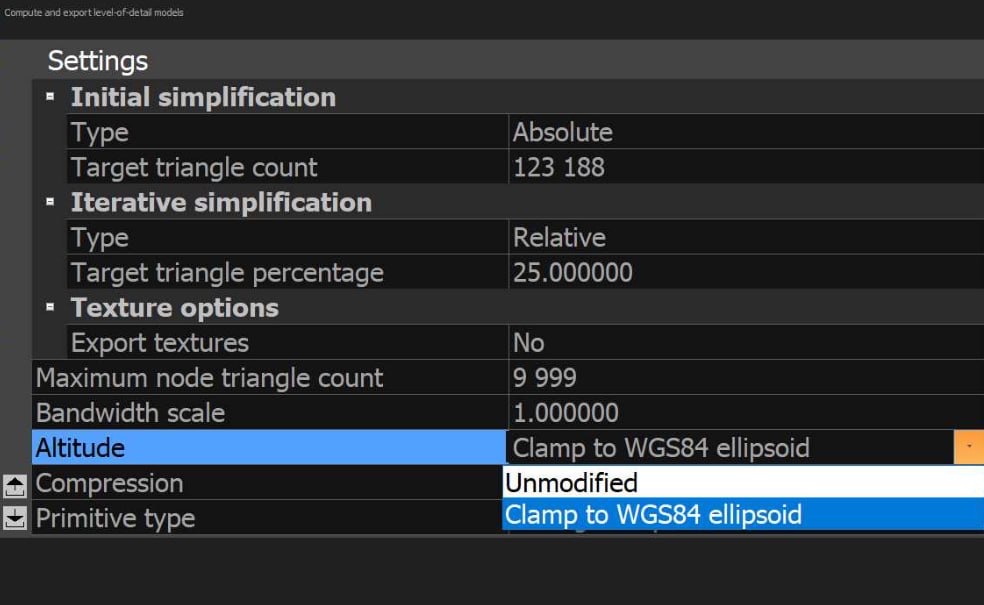 Compute and export level-of-detail models
Settings
Initial simplification
Type Absolute
Target triangle count 123 188
Iterative simplification
Type Relative
Target triangle percentage 25.000000
Texture options
Export textures No
Maximum node triangle count 9 999
Bandwidth scale 1.000000
Altitude Clamp to WGS84 ellipsoid
Compression Unmodified
Primitive type Clamp to WGS84 ellipsoid